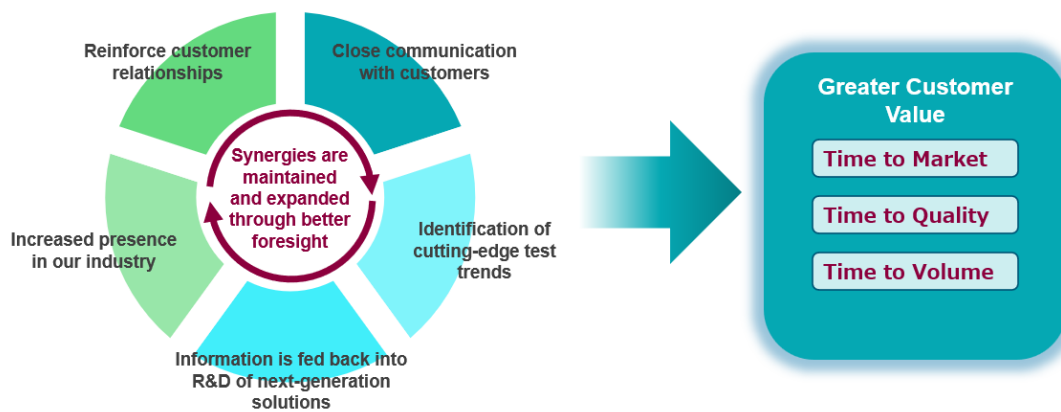 Reinforce customer
relationships
Close communication
with customers
Synergies are
maintained
and expanded
through better
foresight
Increased presence
in our industry
Identification of
cutting-edge test
trends
Information is fed back into
R&D of next-generation
solutions
Greater Customer
Value
Time to Market
Time to Quality
Time to Volume